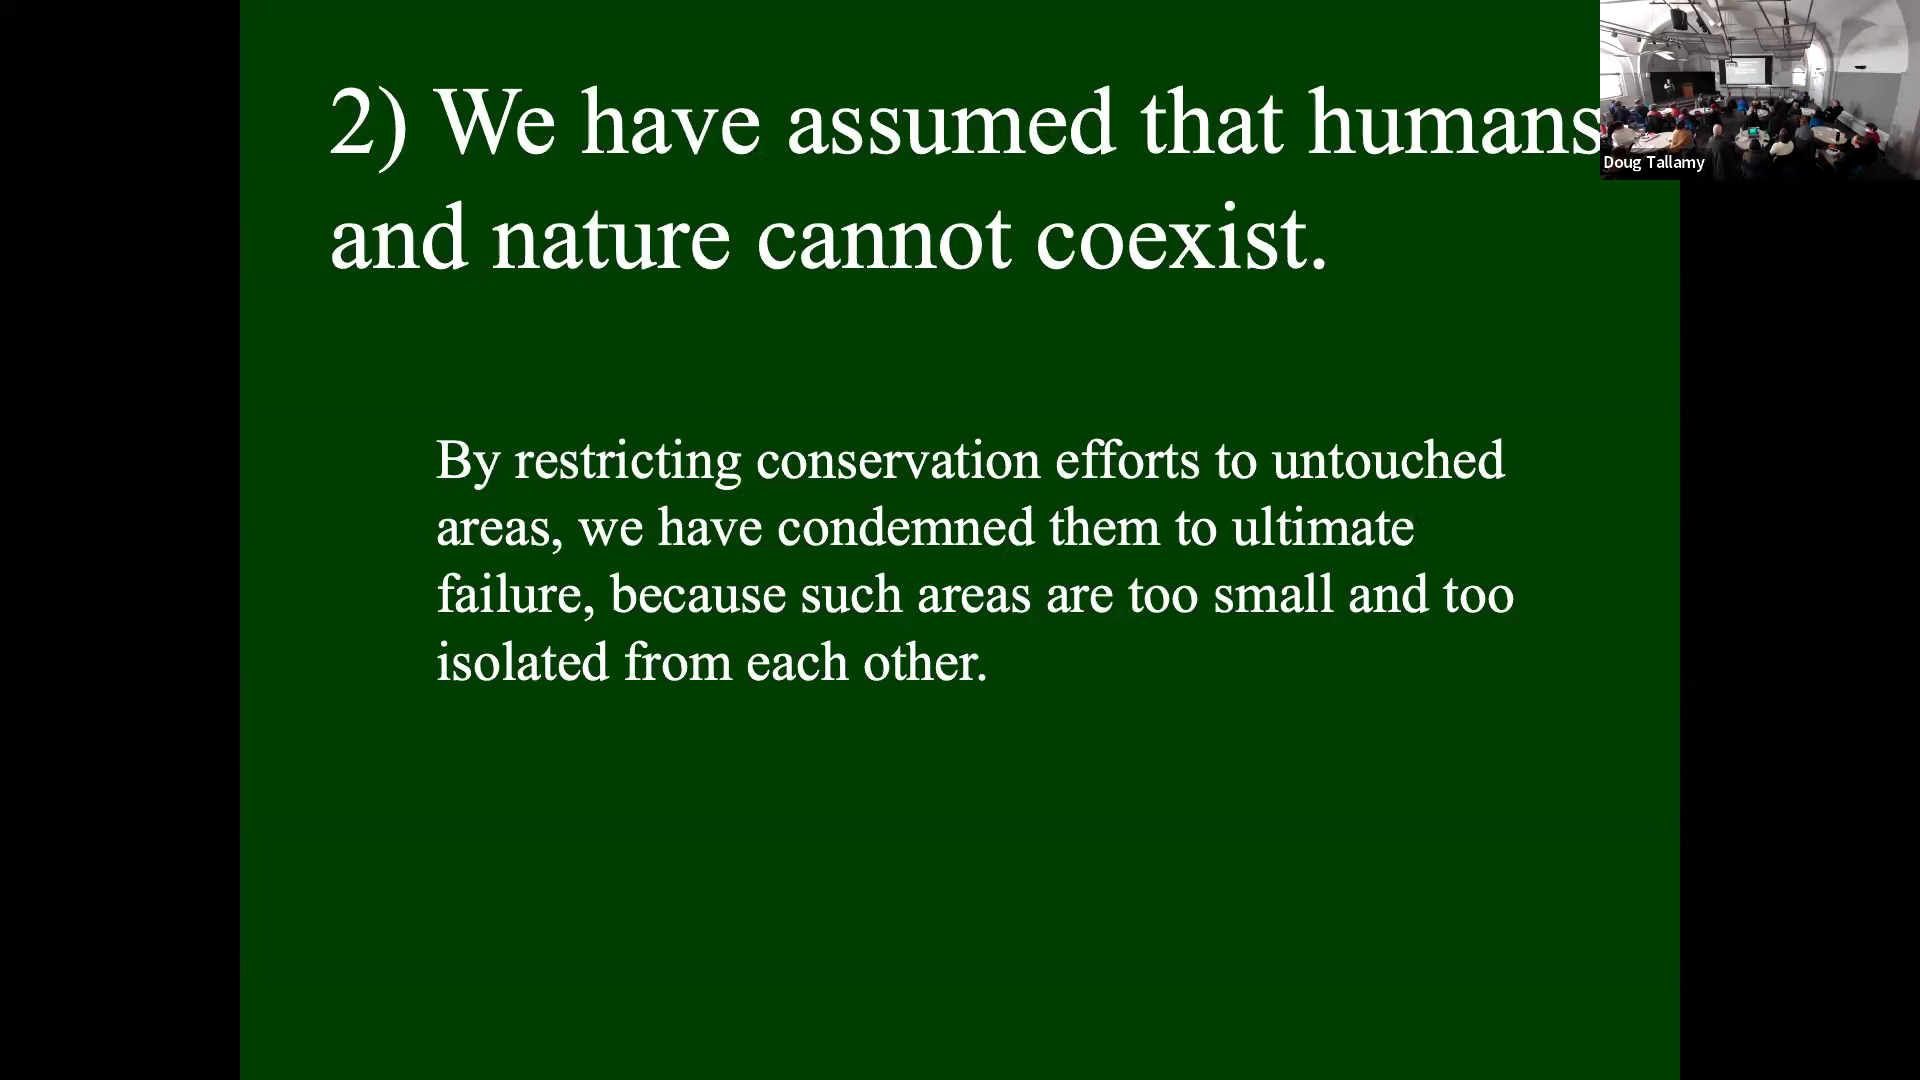 2) We have assumed that humans
and nature cannot coexist.
Doug Tallamy
By restricting conservation efforts to untouched
areas, we have condemned them to ultimate
failure, because such areas are too small and too
isolated from each other.